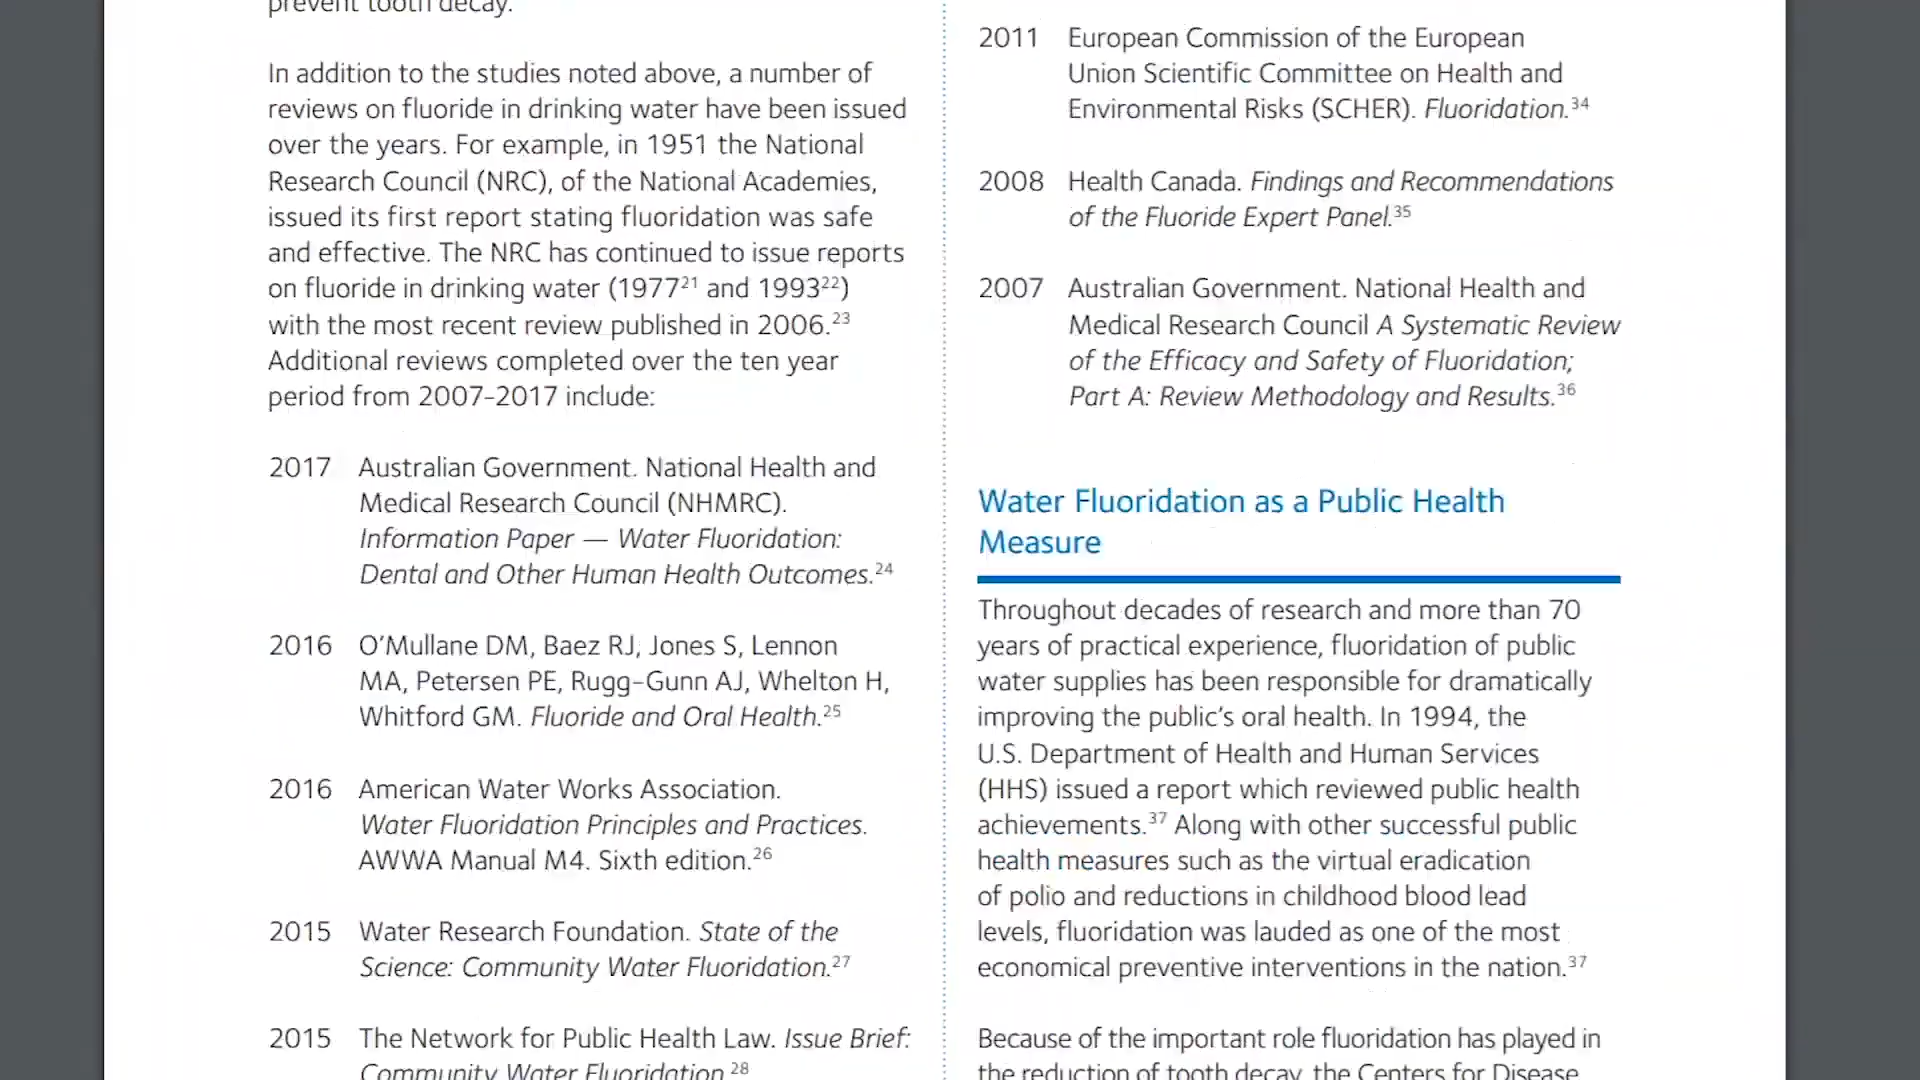 prevent tooth decay.
In addition to the studies noted above, a number of
reviews on fluoride in drinking water have been issued
over the years. For example, in 1951 the National
Research Council (NRC), of the National Academies,
issued its first report stating fluoridation was safe
and effective. The NRC has continued to issue reports
on fluoride in drinking water (1977²¹ and 1993²²)
with the most recent review published in 2006.²³
Additional reviews completed over the ten year
period from 2007–2017 include:
2017 Australian Government. National Health and
Medical Research Council (NHMRC).
Information Paper — Water Fluoridation:
Dental and Other Human Health Outcomes.²⁴
2016 O’Mullane DM, Baez RJ, Jones S, Lennon
MA, Petersen PE, Rugg-Gunn AJ, Whelton H,
Whitford GM. Fluoride and Oral Health.²⁵
2016 American Water Works Association.
Water Fluoridation Principles and Practices.
AWWA Manual M4. Sixth edition.²⁶
2015 Water Research Foundation. State of the
Science: Community Water Fluoridation.²⁷
2015 The Network for Public Health Law. Issue Brief:
Community Water Fluoridation.²⁸
2011 European Commission of the European
Union Scientific Committee on Health and
Environmental Risks (SCHER). Fluoridation.³⁴
2008 Health Canada. Findings and Recommendations
of the Fluoride Expert Panel.³⁵
2007 Australian Government. National Health and
Medical Research Council A Systematic Review
of the Efficacy and Safety of Fluoridation;
Part A: Review Methodology and Results.³⁶
Water Fluoridation as a Public Health
Measure
Throughout decades of research and more than 70
years of practical experience, fluoridation of public
water supplies has been responsible for dramatically
improving the public’s oral health. In 1994, the
U.S. Department of Health and Human Services
(HHS) issued a report which reviewed public health
achievements.³⁷ Along with other successful public
health measures such as the virtual eradication
of polio and reductions in childhood blood lead
levels, fluoridation was lauded as one of the most
economical preventive interventions in the nation.³⁷
Because of the important role fluoridation has played in
the reduction of tooth decay, the Centers for Disease